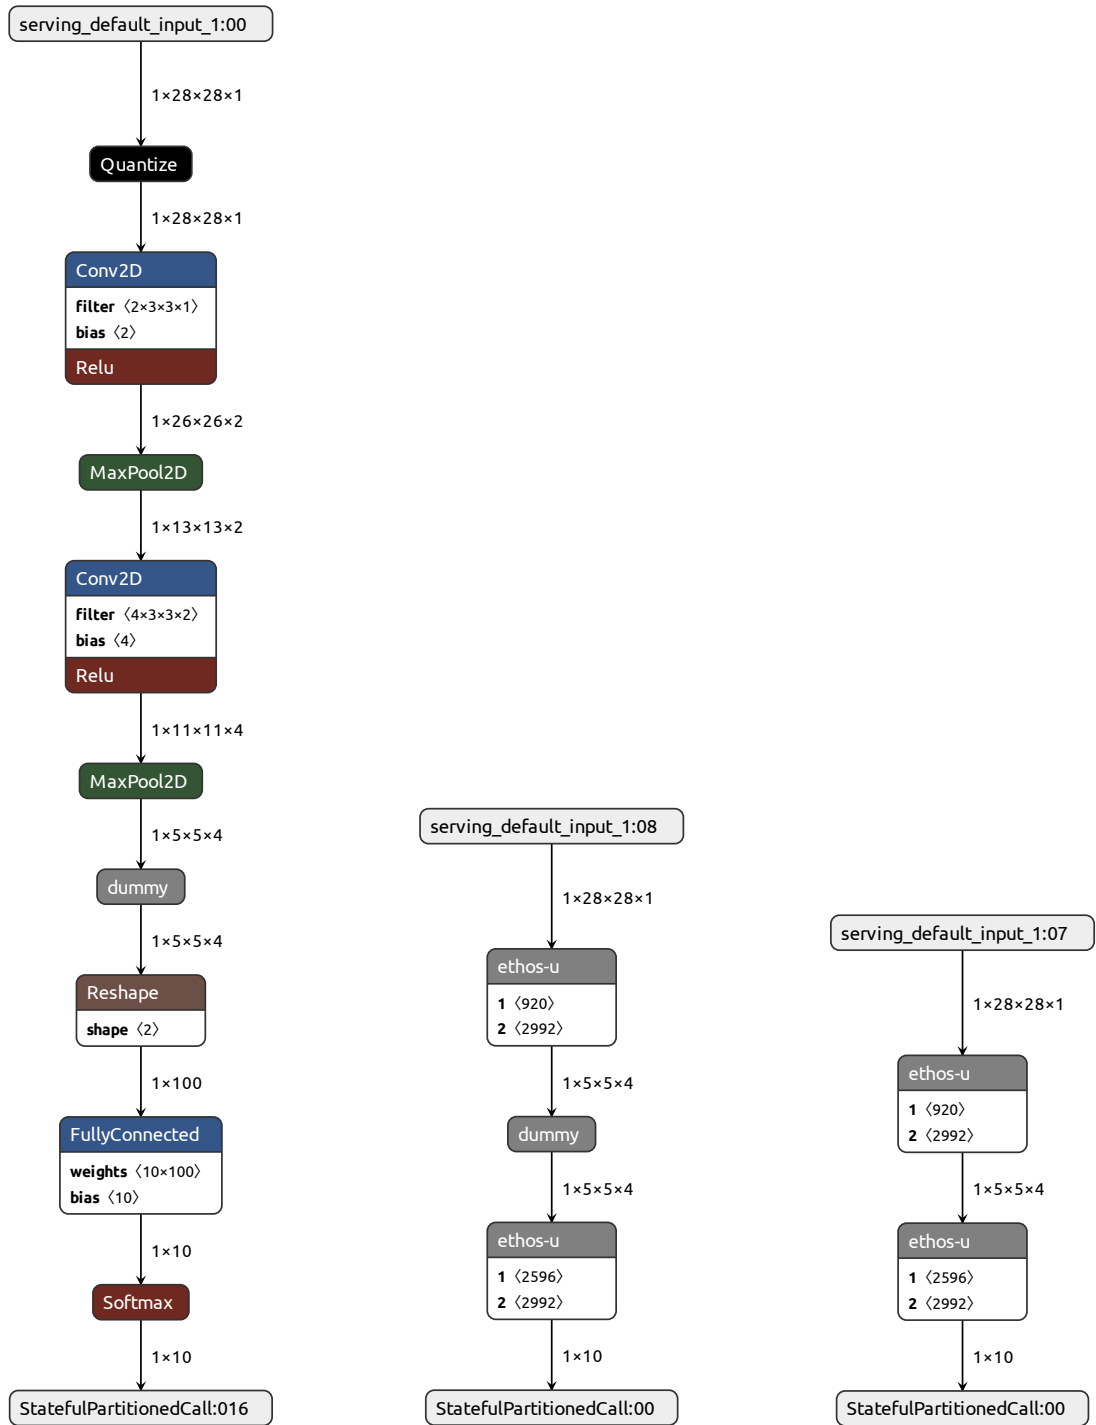 serving_default_input_1:00
1×28×28×1
Quantize
1×28×28×1
Conv2D
filter 〈2×3×3×1〉
bias 〈2〉
Relu
1×26×26×2
MaxPool2D
1×13×13×2
Conv2D
filter 〈4×3×3×2〉
bias 〈4〉
Relu
1×11×11×4
MaxPool2D
1×5×5×4
dummy
1×5×5×4
Reshape
shape 〈2〉
1×100
FullyConnected
weights 〈10×100〉
bias 〈10〉
1×10
Softmax
1×10
StatefulPartitionedCall:016
serving_default_input_1:08
1×28×28×1
ethos-u
1 〈920〉
2 〈2992〉
1×5×5×4
dummy
1×5×5×4
ethos-u
1 〈2596〉
2 〈2992〉
1×10
StatefulPartitionedCall:00
serving_default_input_1:07
1×28×28×1
ethos-u
1 〈920〉
2 〈2992〉
1×5×5×4
ethos-u
1 〈2596〉
2 〈2992〉
1×10
StatefulPartitionedCall:00